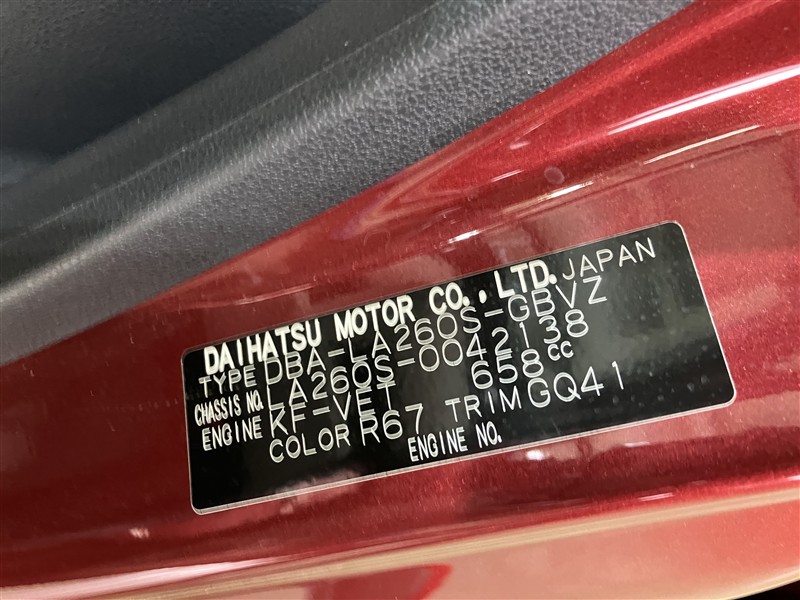 DAIHATSU MOTOR CO.,LTD. JAPAN
TYPE DBA-LA260S-GBVZ
CHASSIS NO. LA260S-0042138
ENGINE KF-VET 658cc
COLOR R67 TRIM GQ41
ENGINE NO.